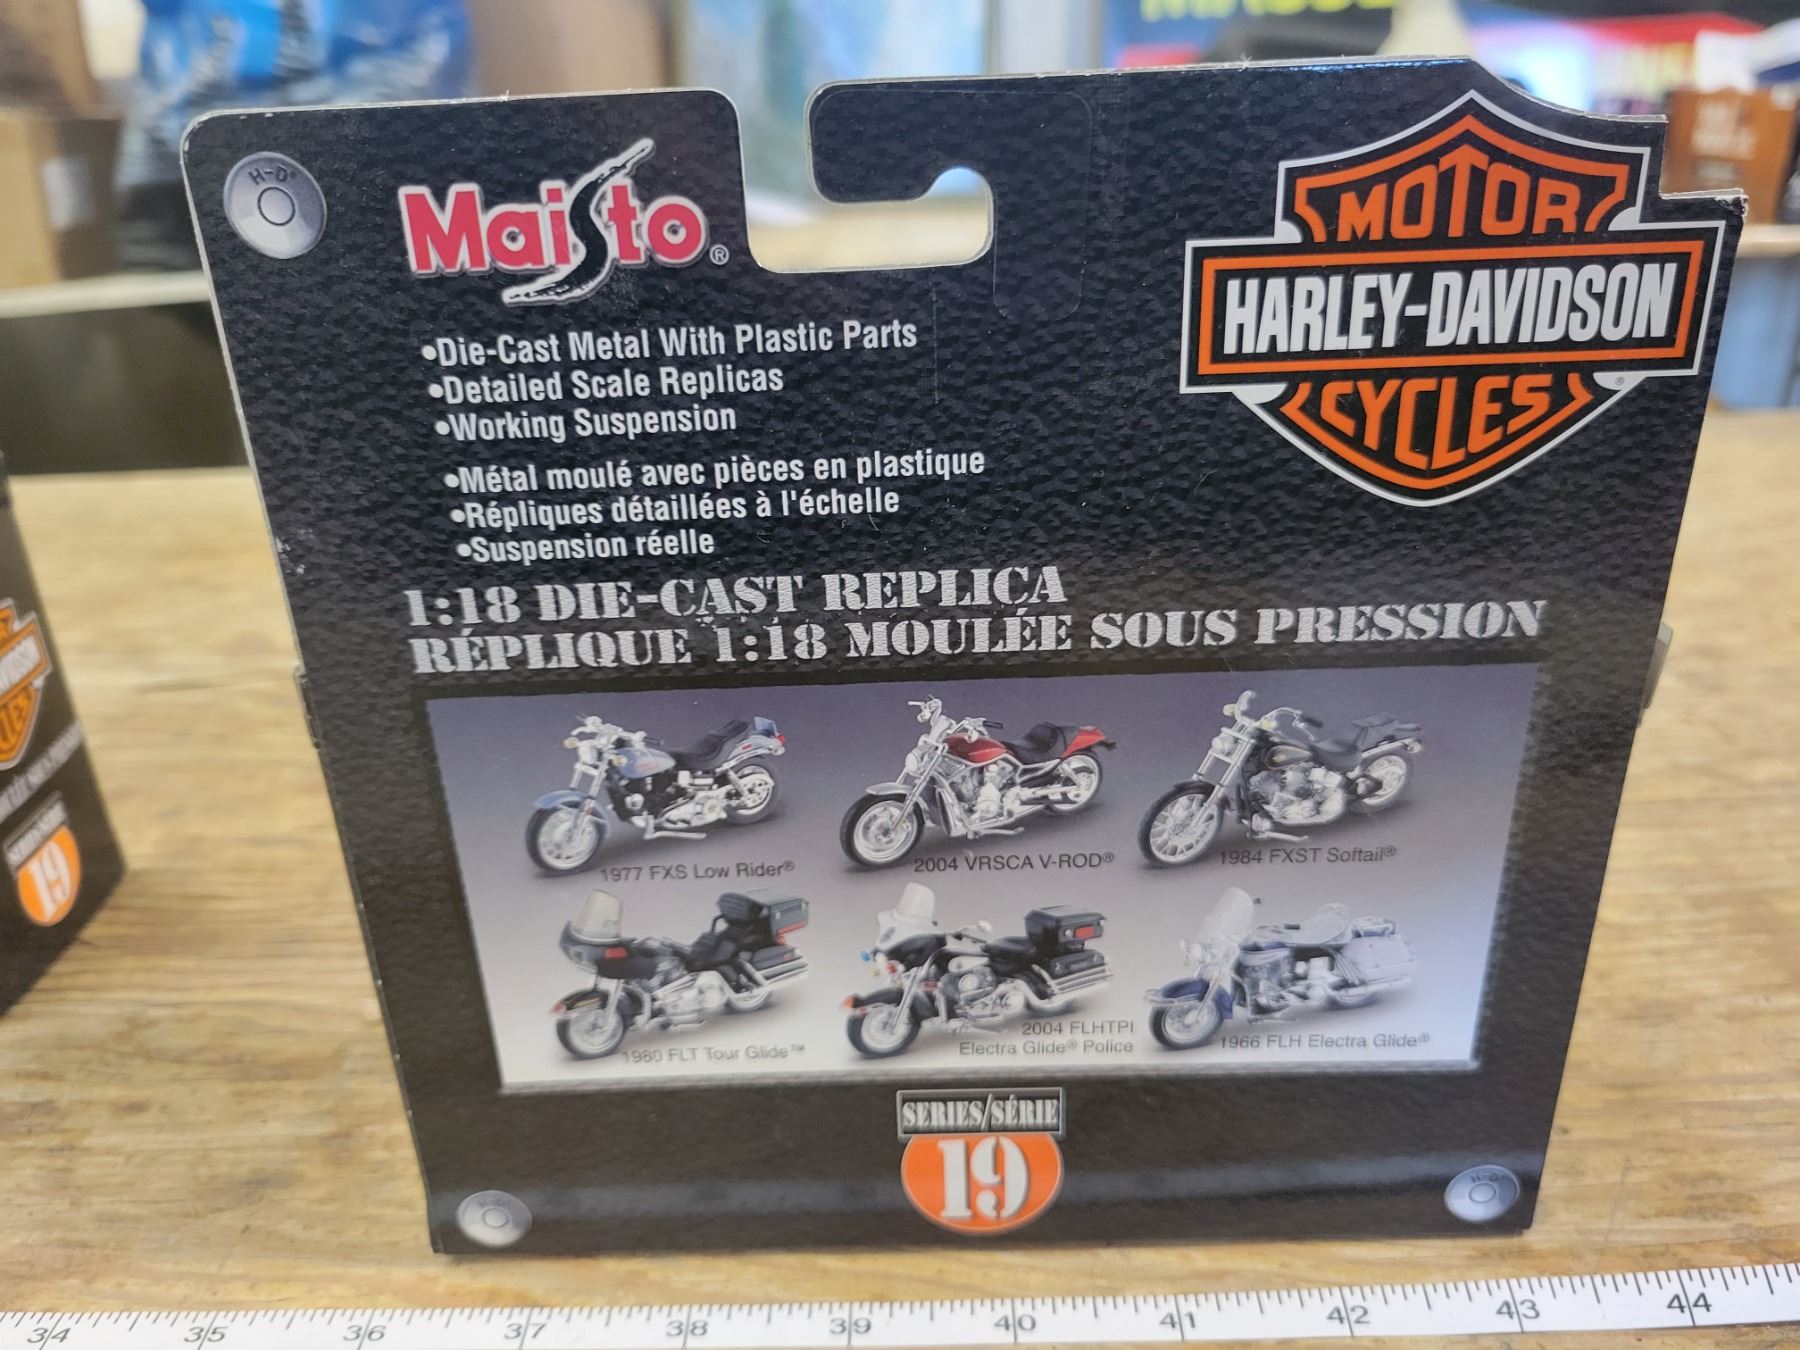 H-D
Maisto®
MOTOR
HARLEY-DAVIDSON
CYCLES
®
•Die-Cast Metal With Plastic Parts
•Detailed Scale Replicas
•Working Suspension
•Métal moulé avec pièces en plastique
•Répliques détaillées à l'échelle
•Suspension réelle
1:18 DIE-CAST REPLICA
RÉPLIQUE 1:18 MOULÉE SOUS PRESSION
1977 FXS Low Rider®
2004 VRSCA V-ROD®
1984 FXST Softail®
1980 FLT Tour Glide™
2004 FLHTPI
Electra Glide® Police
1966 FLH Electra Glide®
SERIES/SÉRIE
19
H-D
H-D
19
34 35 36 37 38 39 40 41 42 43 44